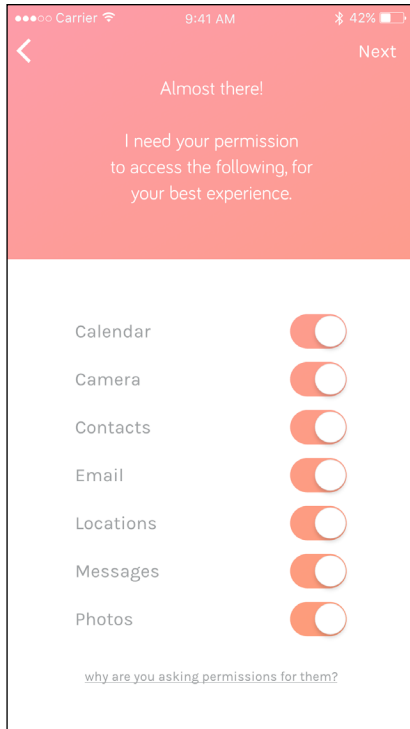 ●●●○○ Carrier 9:41 AM 42%
Next
Almost there!
I need your permission
to access the following, for
your best experience.
Calendar
Camera
Contacts
Email
Locations
Messages
Photos
why are you asking permissions for them?